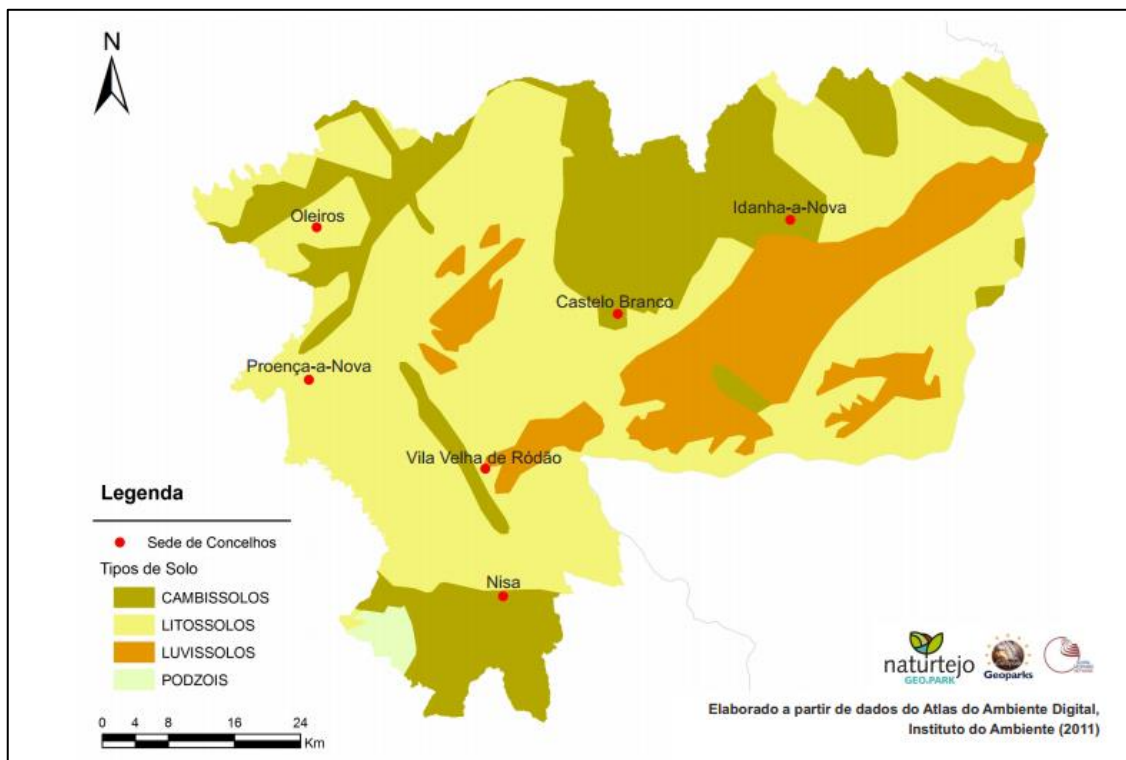 N
Oleiros
Idanha-a-Nova
Castelo Branco
Proença-a-Nova
Vila Velha de Ródão
Nisa
Legenda
Sede de Concelhos
Tipos de Solo
CAMBISSOLOS
LITOSSOLOS
LUVISSOLOS
PODZOIS
0 4 8 16 24
Km
naturtejo
GEO.PARK
Geoparks
Elaborado a partir de dados do Atlas do Ambiente Digital,
Instituto do Ambiente (2011)